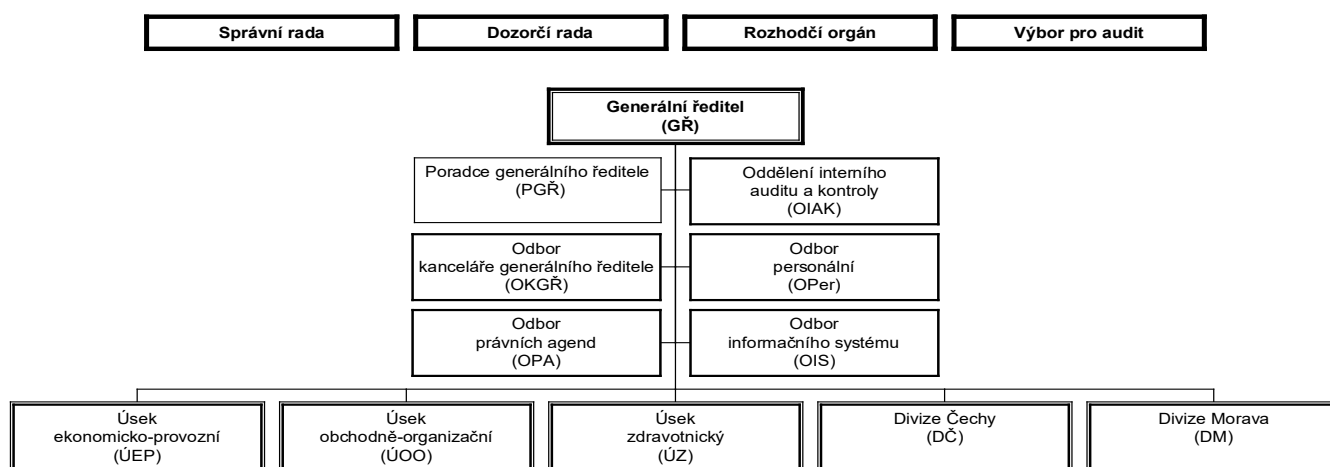 Správní rada
Dozorčí rada
Rozhodčí orgán
Výbor pro audit
Generální ředitel
(GŘ)
Poradce generálního ředitele
(PGŘ)
Oddělení interního
auditu a kontroly
(OIAK)
Odbor
kanceláře generálního ředitele
(OKGŘ)
Odbor
personální
(OPer)
Odbor
právních agend
(OPA)
Odbor
informačního systému
(OIS)
Úsek
ekonomicko-provozní
(ÚEP)
Úsek
obchodně-organizační
(ÚOO)
Úsek
zdravotnický
(ÚZ)
Divize Čechy
(DČ)
Divize Morava
(DM)